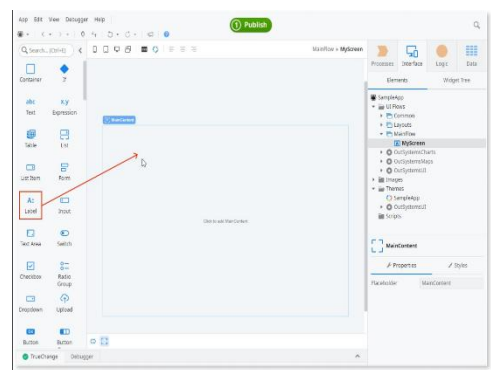 App Edit View Debugger Help
1 Publish
Search... (Ctrl+E)
MainFlow ▸ MyScreen
Processes Interface Logic Data
Elements Widget Tree
Container If
Text Expression
Table List
List Item Form
Label Input
Text Area Switch
Checkbox Radio Group
Dropdown Upload
Button Button
MainContent
Click to add MainContent
SampleApp
UI Flows
Common
Layouts
MainFlow
MyScreen
OutSystemsCharts
OutSystemsMaps
OutSystemsUI
Images
Themes
SampleApp
OutSystemsUI
Scripts
MainContent
Properties Styles
Placeholder MainContent
TrueChange Debugger